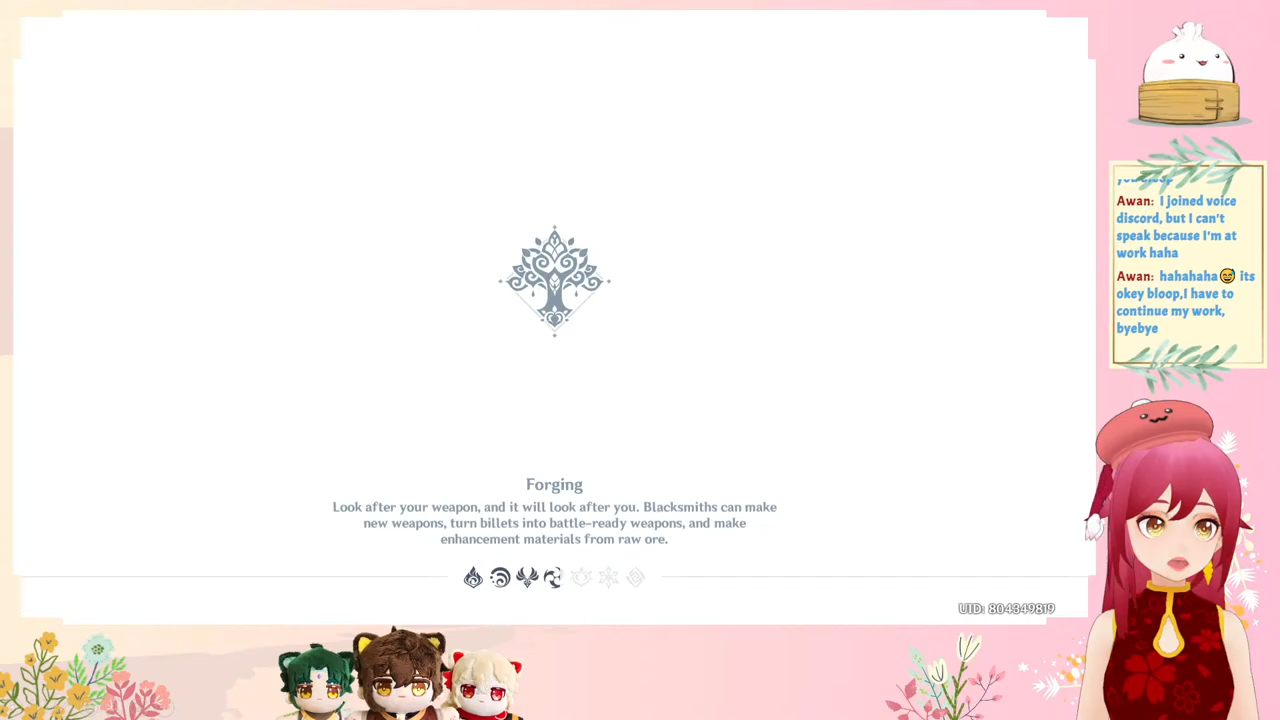 Awan: I joined voice
discord, but I can't
speak because I'm at
work haha
Awan: hahahaha😅 its
okey bloop,I have to
continue my work,
byebye
Forging
Look after your weapon, and it will look after you. Blacksmiths can make
new weapons, turn billets into battle-ready weapons, and make
enhancement materials from raw ore.
UID: 804349819